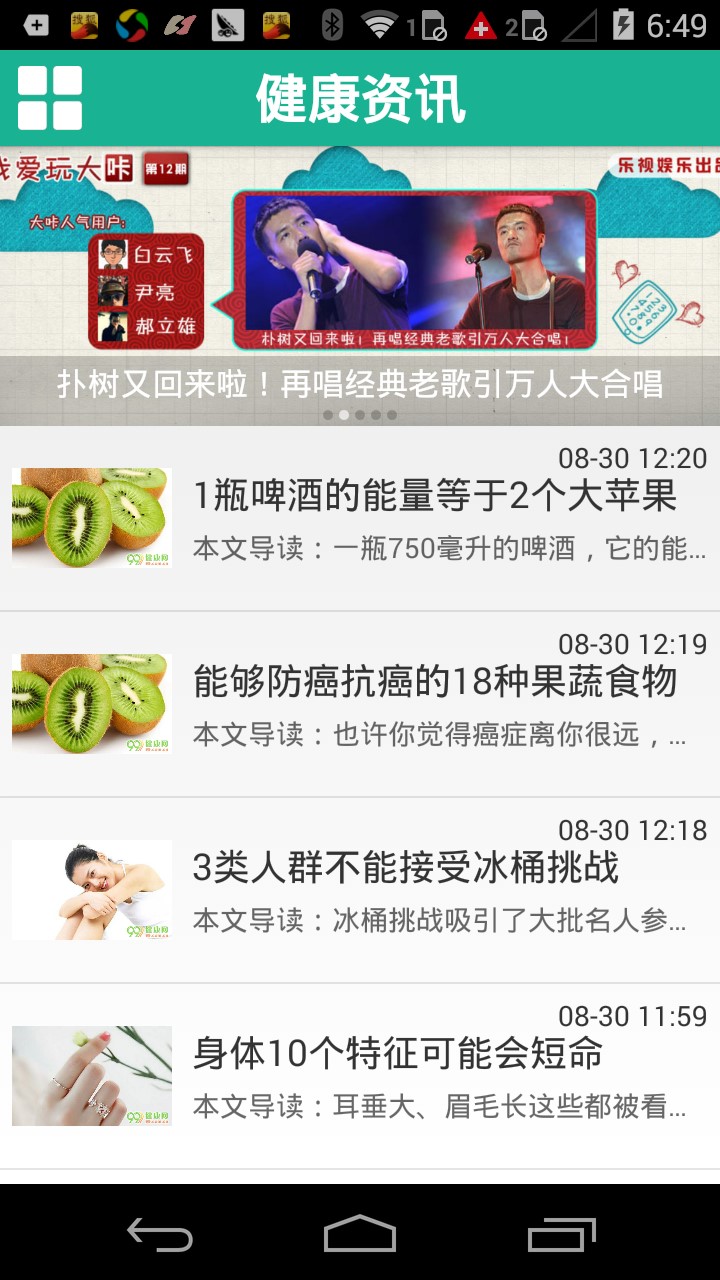 6:49
健康资讯
我爱玩大咔 第12期
乐视娱乐出品
大咔人气用户:
白云飞
尹亮
郝立雄
朴树又回来啦！再唱经典老歌引万人大合唱！
扑树又回来啦！再唱经典老歌引万人大合唱
08-30 12:20
1瓶啤酒的能量等于2个大苹果
本文导读：一瓶750毫升的啤酒，它的能...
08-30 12:19
能够防癌抗癌的18种果蔬食物
本文导读：也许你觉得癌症离你很远，...
08-30 12:18
3类人群不能接受冰桶挑战
本文导读：冰桶挑战吸引了大批名人参...
08-30 11:59
身体10个特征可能会短命
本文导读：耳垂大、眉毛长这些都被看...